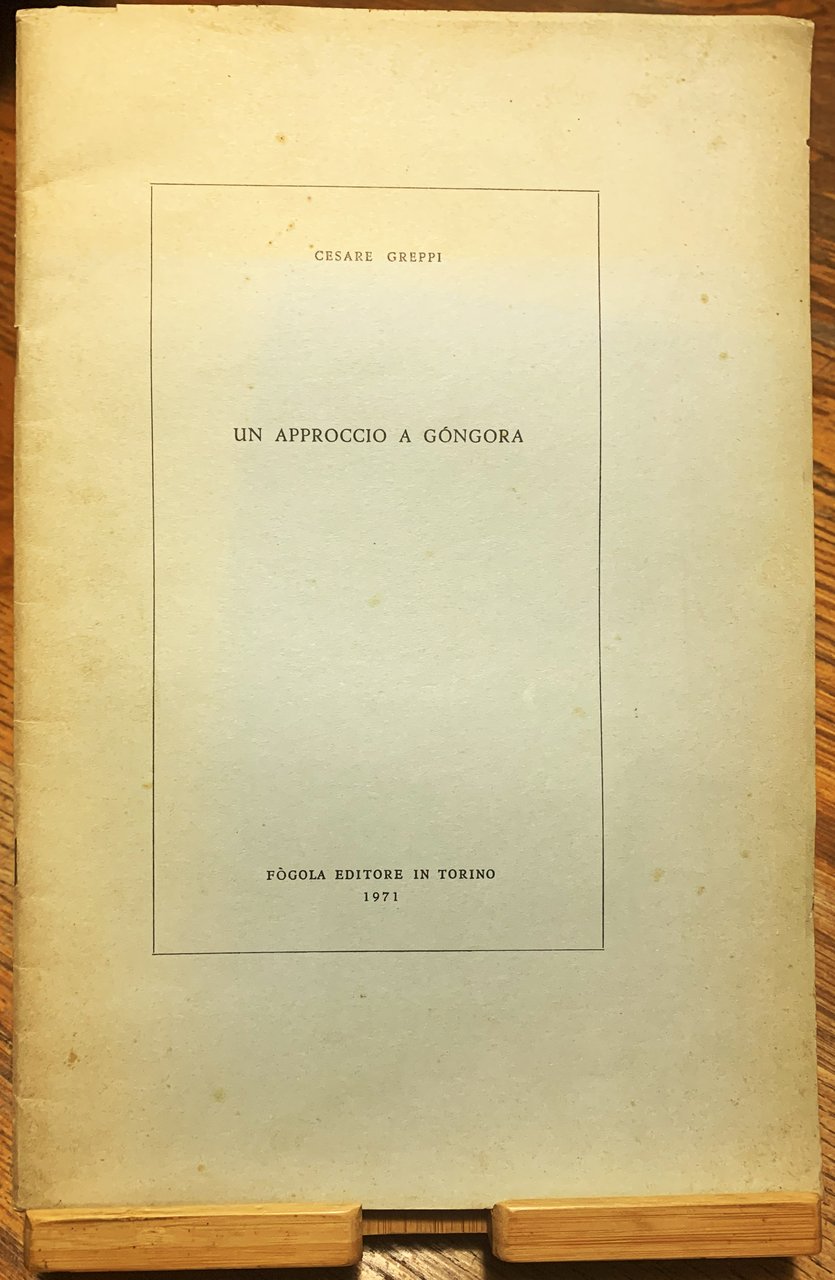 CESARE GREPPI
UN APPROCCIO A GÓNGORA
FÒGOLA EDITORE IN TORINO
1971